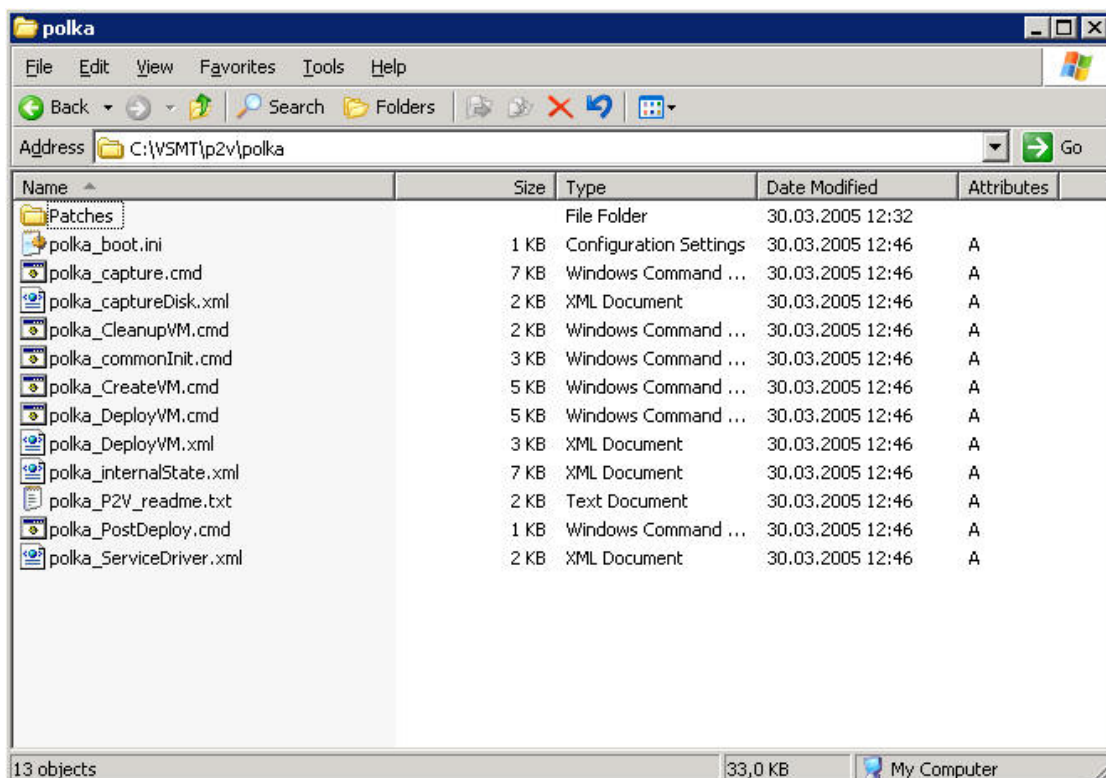 polka
File Edit View Favorites Tools Help
Back Search Folders
Address C:\VSMT\p2v\polka Go
Name Size Type Date Modified Attributes
Patches File Folder 30.03.2005 12:32
polka_boot.ini 1 KB Configuration Settings 30.03.2005 12:46 A
polka_capture.cmd 7 KB Windows Command ... 30.03.2005 12:46 A
polka_captureDisk.xml 2 KB XML Document 30.03.2005 12:46 A
polka_CleanupVM.cmd 2 KB Windows Command ... 30.03.2005 12:46 A
polka_commonInit.cmd 3 KB Windows Command ... 30.03.2005 12:46 A
polka_CreateVM.cmd 5 KB Windows Command ... 30.03.2005 12:46 A
polka_DeployVM.cmd 5 KB Windows Command ... 30.03.2005 12:46 A
polka_DeployVM.xml 3 KB XML Document 30.03.2005 12:46 A
polka_internalState.xml 7 KB XML Document 30.03.2005 12:46 A
polka_P2V_readme.txt 2 KB Text Document 30.03.2005 12:46 A
polka_PostDeploy.cmd 1 KB Windows Command ... 30.03.2005 12:46 A
polka_ServiceDriver.xml 2 KB XML Document 30.03.2005 12:46 A
13 objects 33,0 KB My Computer